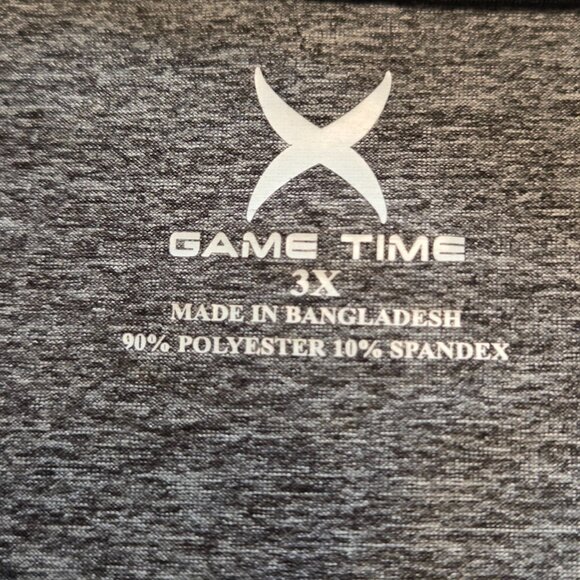 GAME TIME
3X
MADE IN BANGLADESH
90% POLYESTER 10% SPANDEX